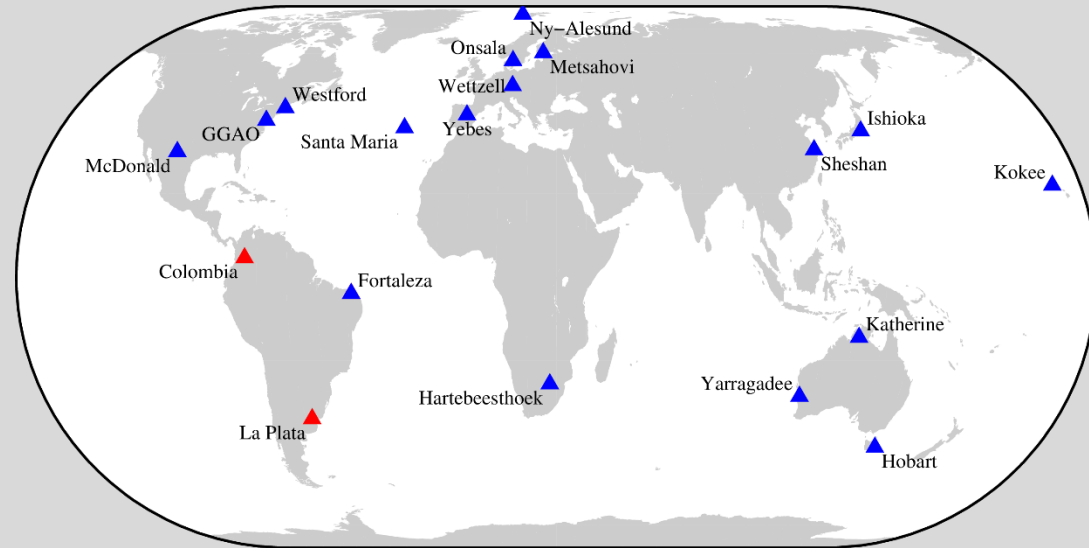 Ny−Alesund
Onsala
Metsahovi
Wettzell
Westford
Ishioka
GGAO
Yebes
Santa Maria
McDonald
Sheshan
Kokee
Colombia
Fortaleza
Katherine
Yarragadee
Hartebeesthoek
La Plata
Hobart